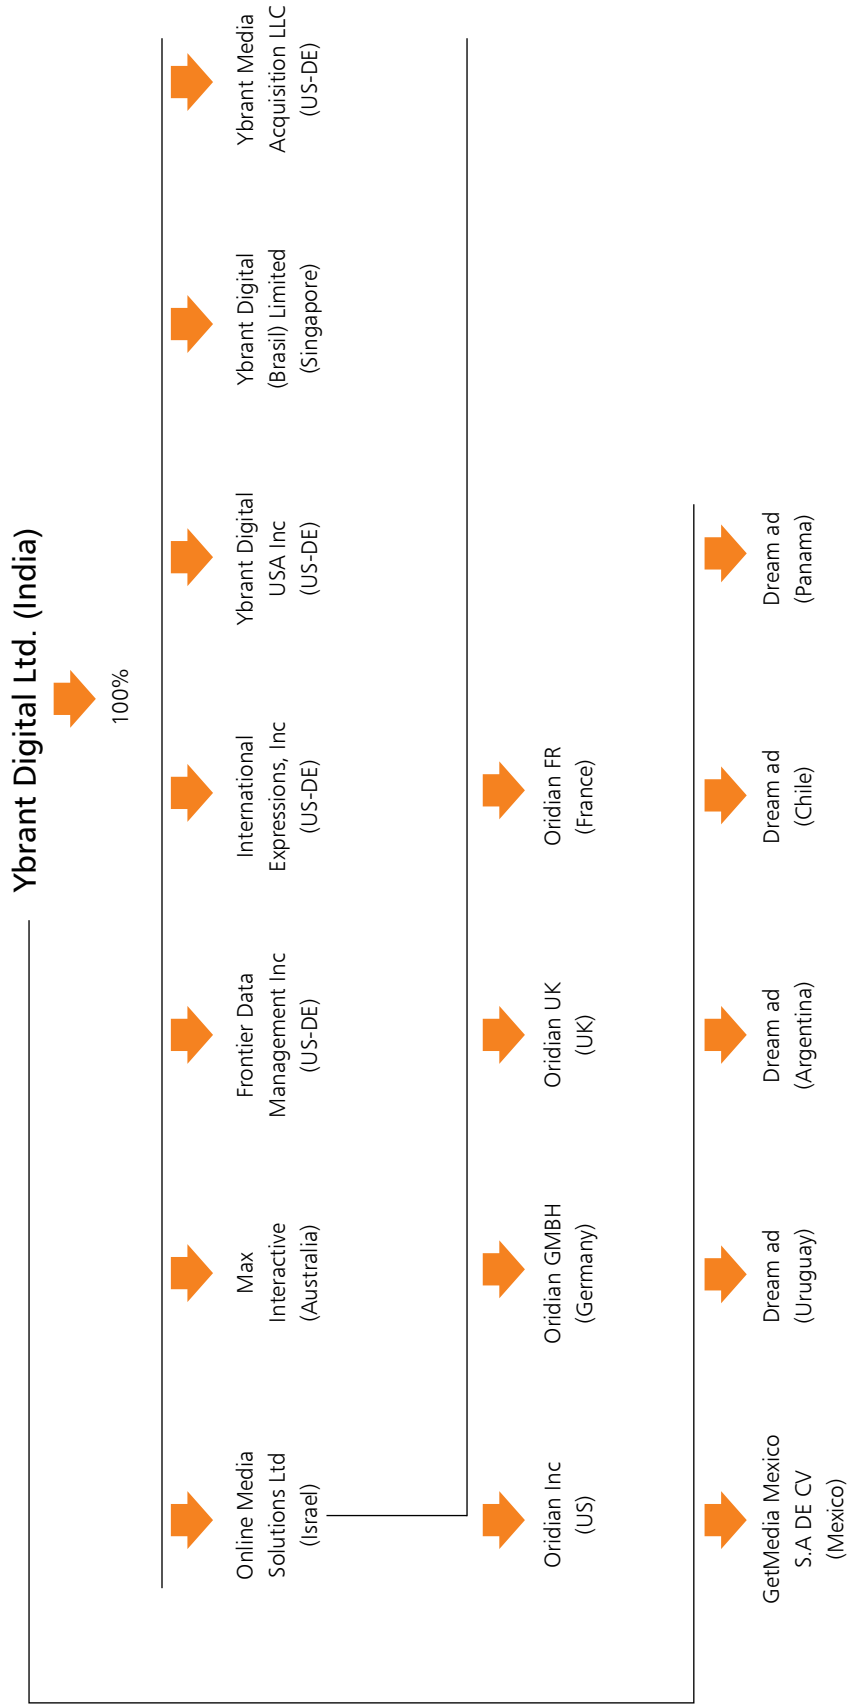 Ybrant Digital Ltd. (India)
100%
Online Media
Solutions Ltd
(Israel)
Max
Interactive
(Australia)
Frontier Data
Management Inc
(US-DE)
International
Expressions, Inc
(US-DE)
Ybrant Digital
USA Inc
(US-DE)
Ybrant Digital
(Brasil) Limited
(Singapore)
Ybrant Media
Acquisition LLC
(US-DE)
Oridian Inc
(US)
Oridian GMBH
(Germany)
Oridian UK
(UK)
Oridian FR
(France)
GetMedia Mexico
S.A DE CV
(Mexico)
Dream ad
(Uruguay)
Dream ad
(Argentina)
Dream ad
(Chile)
Dream ad
(Panama)